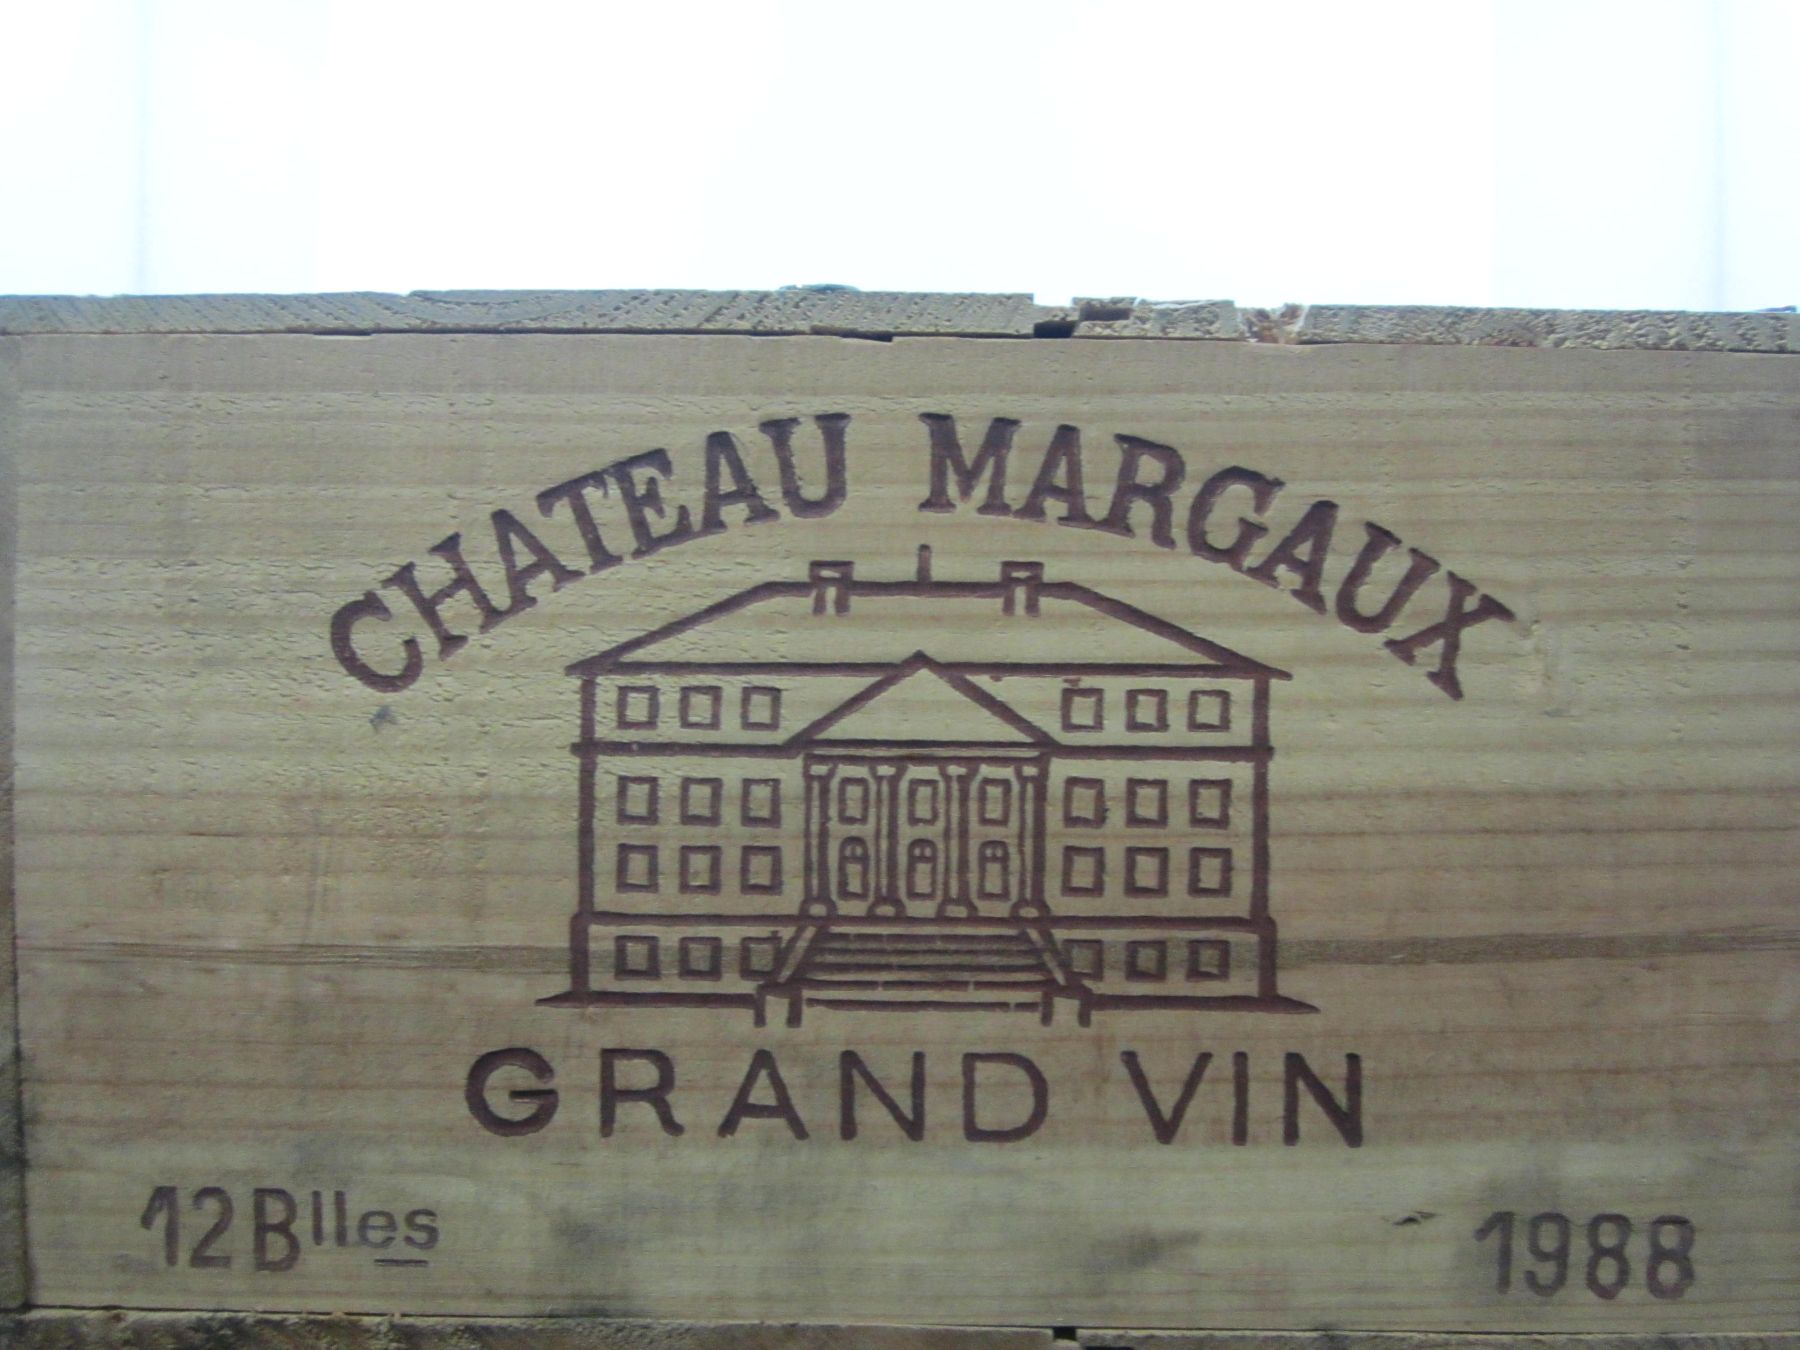 CHATEAU MARGAUX
GRAND VIN
12 Blles
1988